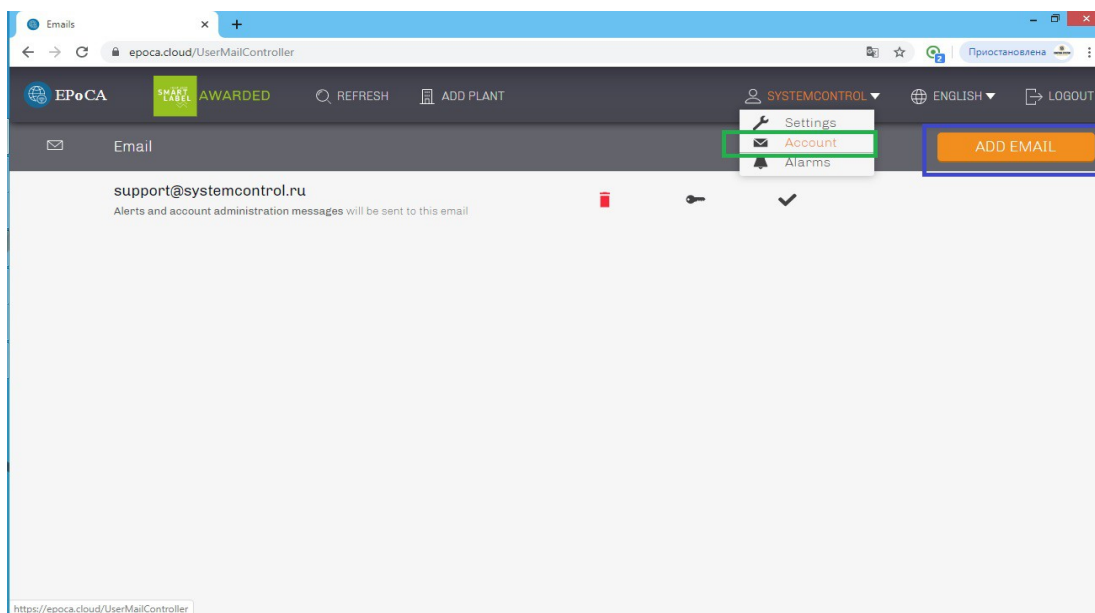 Emails
epoca.cloud/UserMailController
2
Приостановлена
EPoCA
SMART LABEL
AWARDED
REFRESH
ADD PLANT
SYSTEMCONTROL
ENGLISH
LOGOUT
Settings
Account
Alarms
Email
ADD EMAIL
support@systemcontrol.ru
Alerts and account administration messages will be sent to this email
https://epoca.cloud/UserMailController